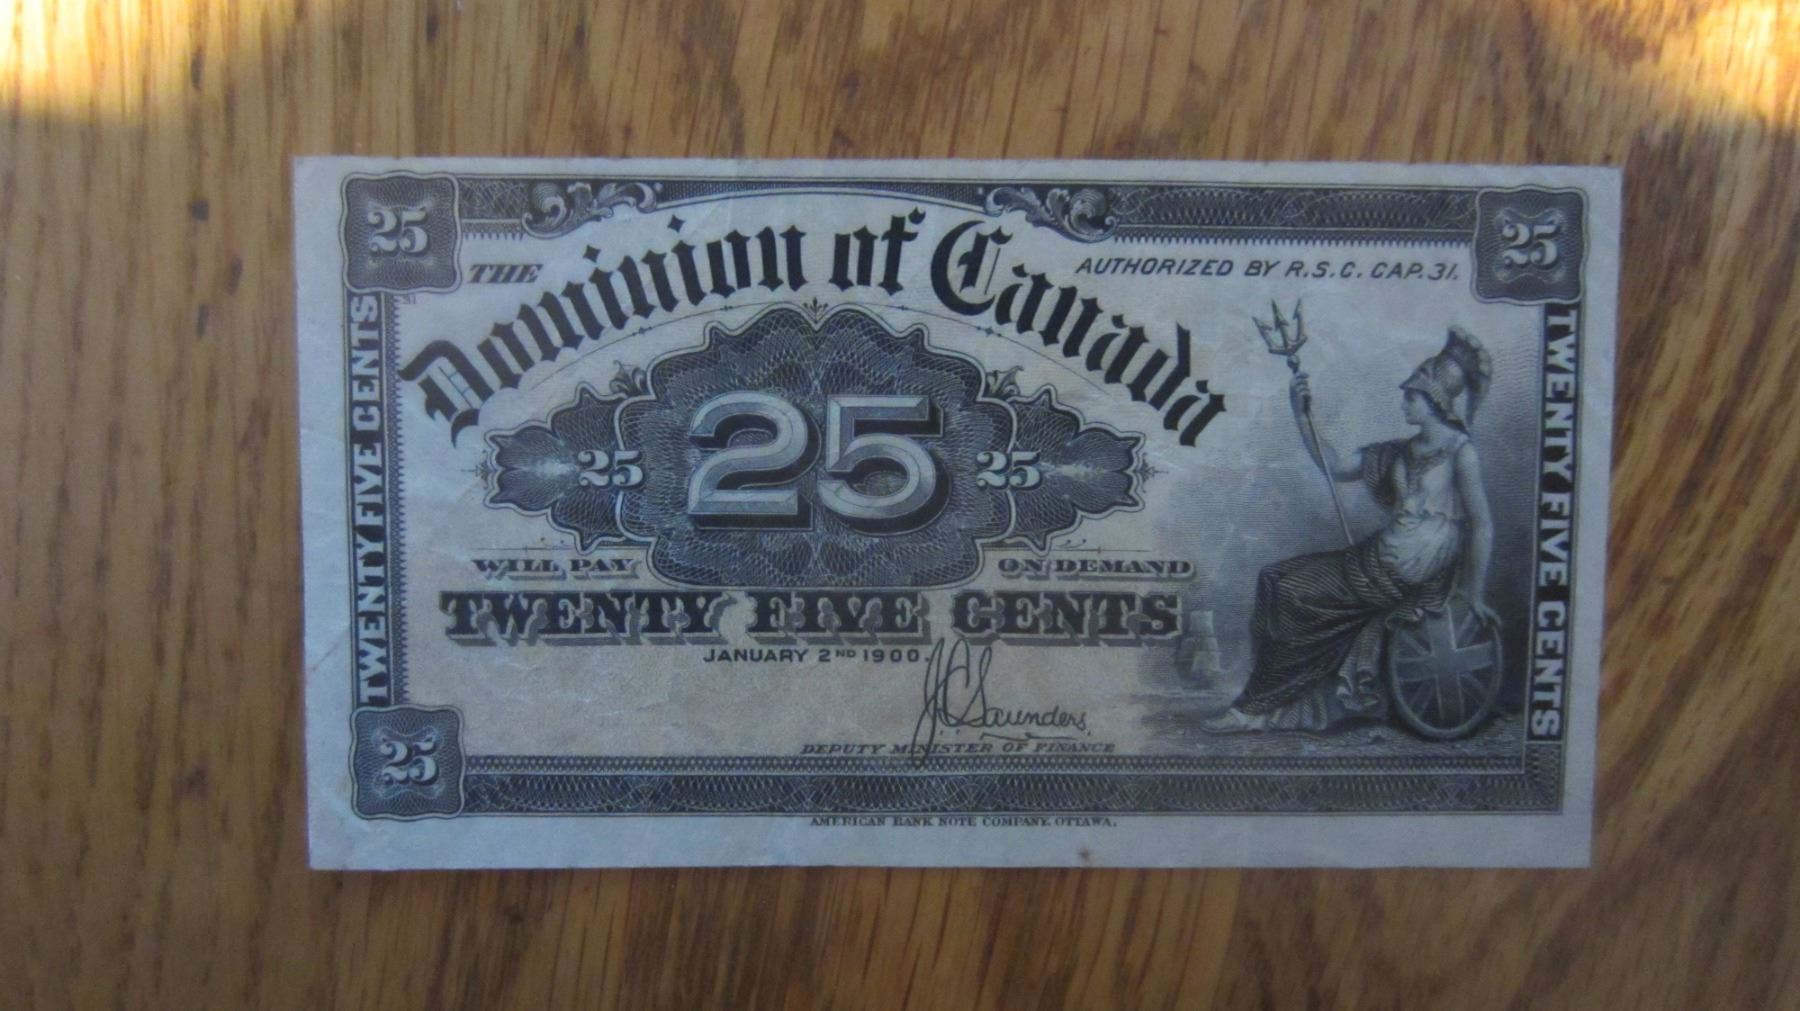 25
25
THE
Dominion of Canada
AUTHORIZED BY R.S.C. CAP. 31.
TWENTY FIVE CENTS
TWENTY FIVE CENTS
25
25
25
WILL PAY
ON DEMAND
TWENTY FIVE CENTS
JANUARY 2ND 1900.
J C Saunders
DEPUTY MINISTER OF FINANCE
25
AMERICAN BANK NOTE COMPANY. OTTAWA.